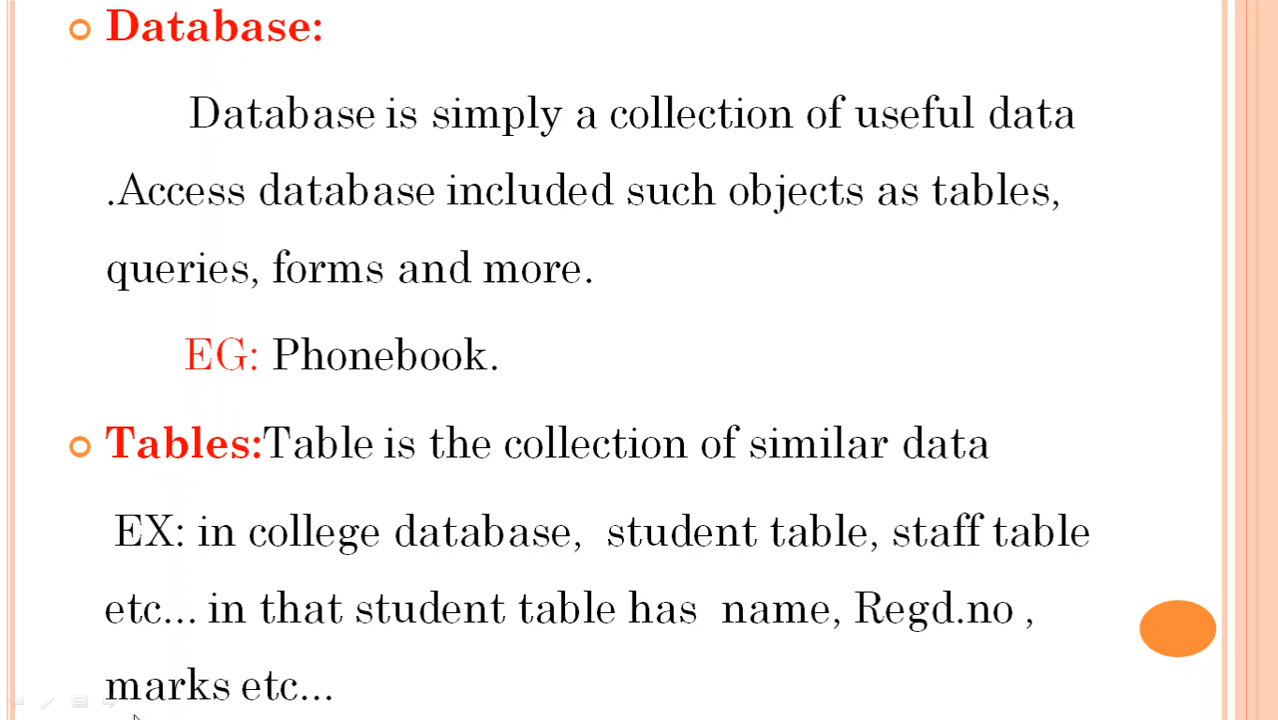 Database:
Database is simply a collection of useful data
.Access database included such objects as tables,
queries, forms and more.
EG: Phonebook.
Tables:Table is the collection of similar data
EX: in college database, student table, staff table
etc... in that student table has name, Regd.no ,
marks etc...